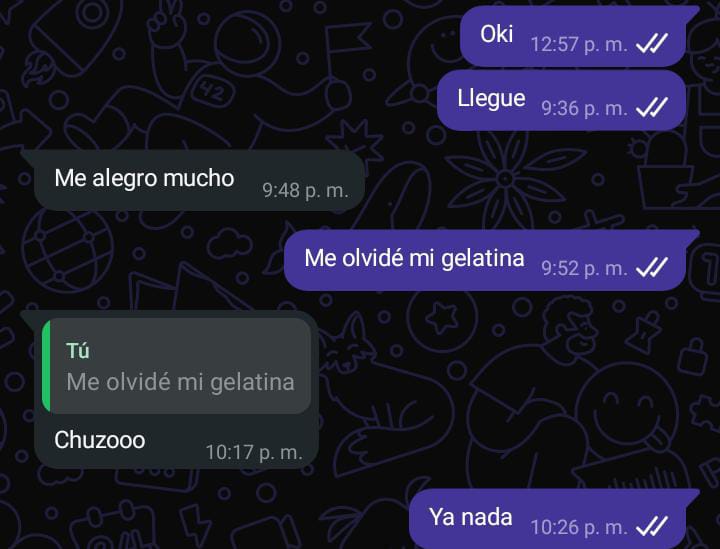 Oki 12:57 p. m.
Llegue 9:36 p. m.
42
Me alegro mucho 9:48 p. m.
Me olvidé mi gelatina 9:52 p. m.
Tú
Me olvidé mi gelatina
Chuzooo 10:17 p. m.
Ya nada 10:26 p. m.